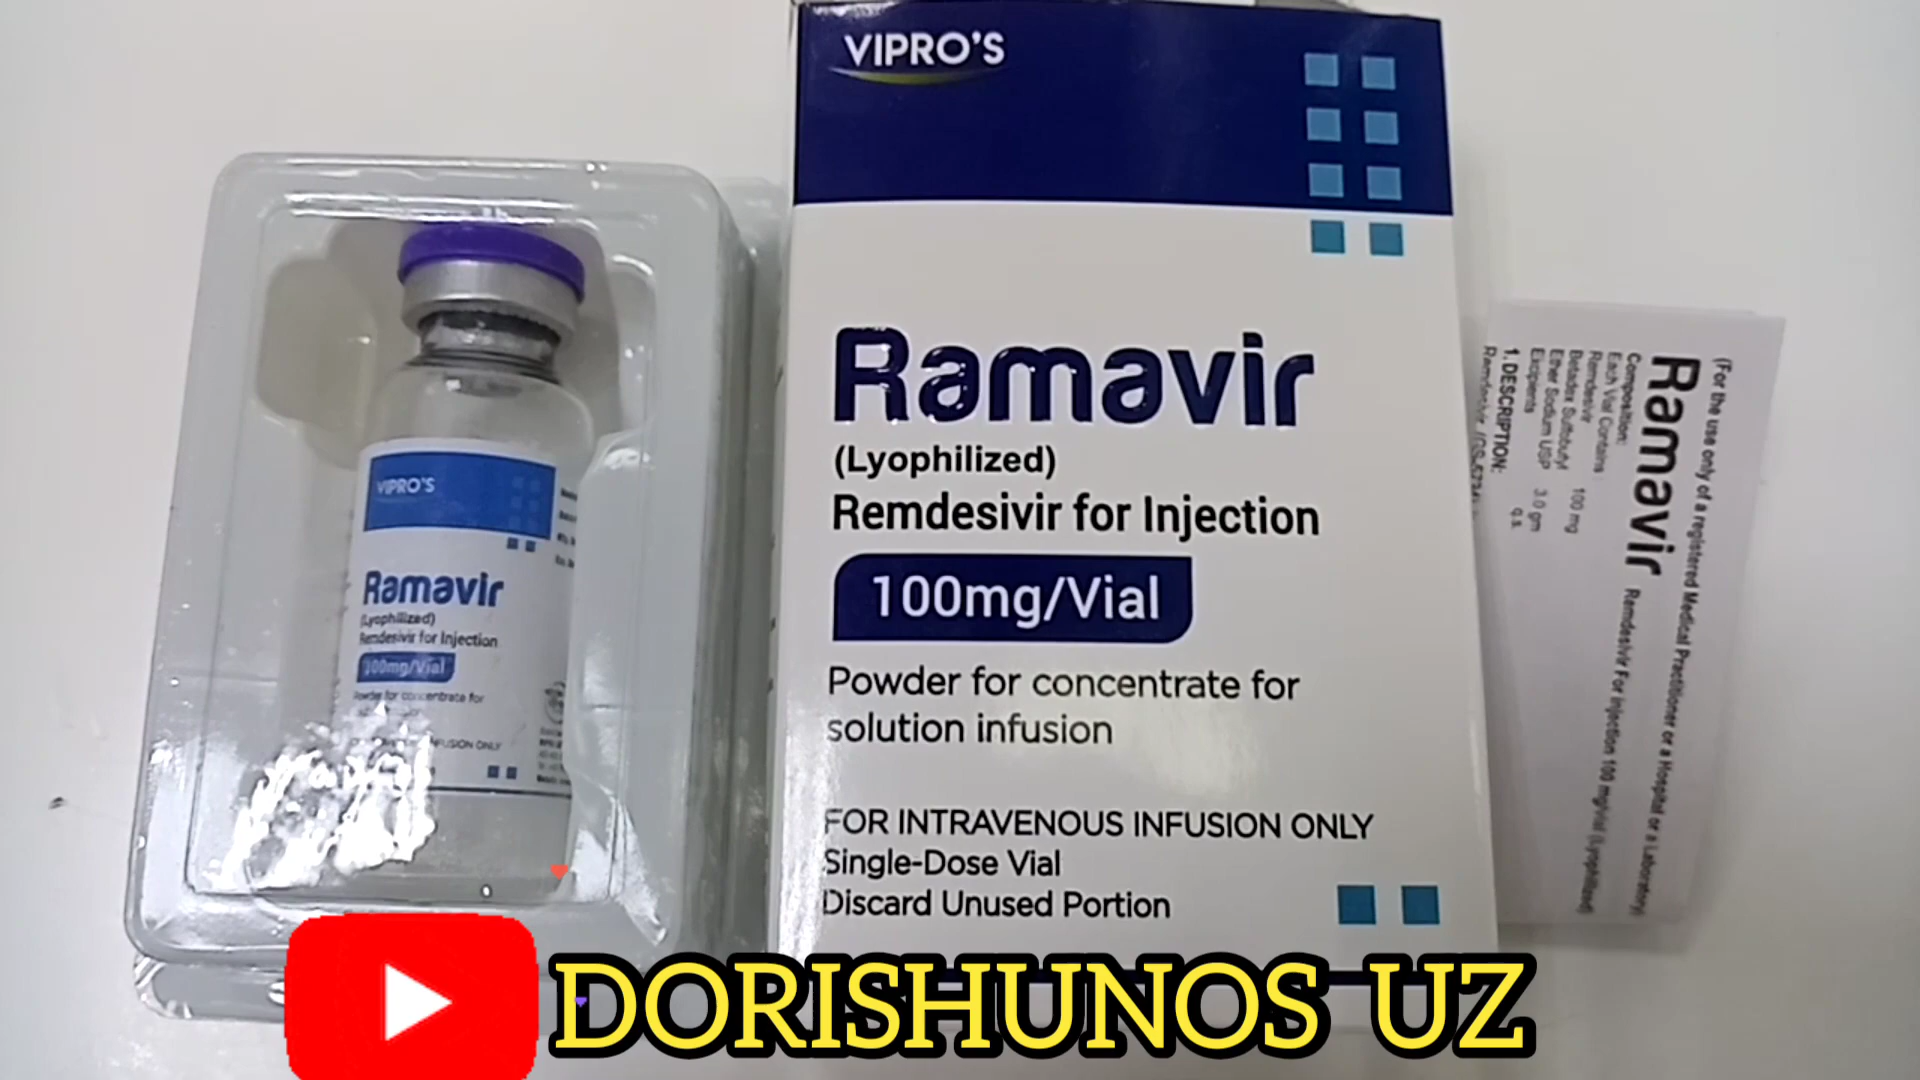 VIPRO'S
Ramavir
(Lyophilized)
Remdesivir for Injection
100mg/Vial
Powder for concentrate for
solution infusion
FOR INTRAVENOUS INFUSION ONLY
Single-Dose Vial
Discard Unused Portion
VIPRO'S
Ramavir
(Lyophilized)
Remdesivir for Injection
100mg/Vial
Powder for concentrate for
FUSION ONLY
(For the use only of a registered Medical Practitioner or a Hospital or a Laboratory)
Ramavir Remdesivir For Injection 100 mg/vial (Lyophilized)
Composition:
Each Vial Contains :
Remdesivir 100 mg
Betadex Sulfobutyl
Ether Sodium USP 3.0 gm
Excipients q.s.
1. DESCRIPTION:
Remdesivir
DORISHUNOS UZ